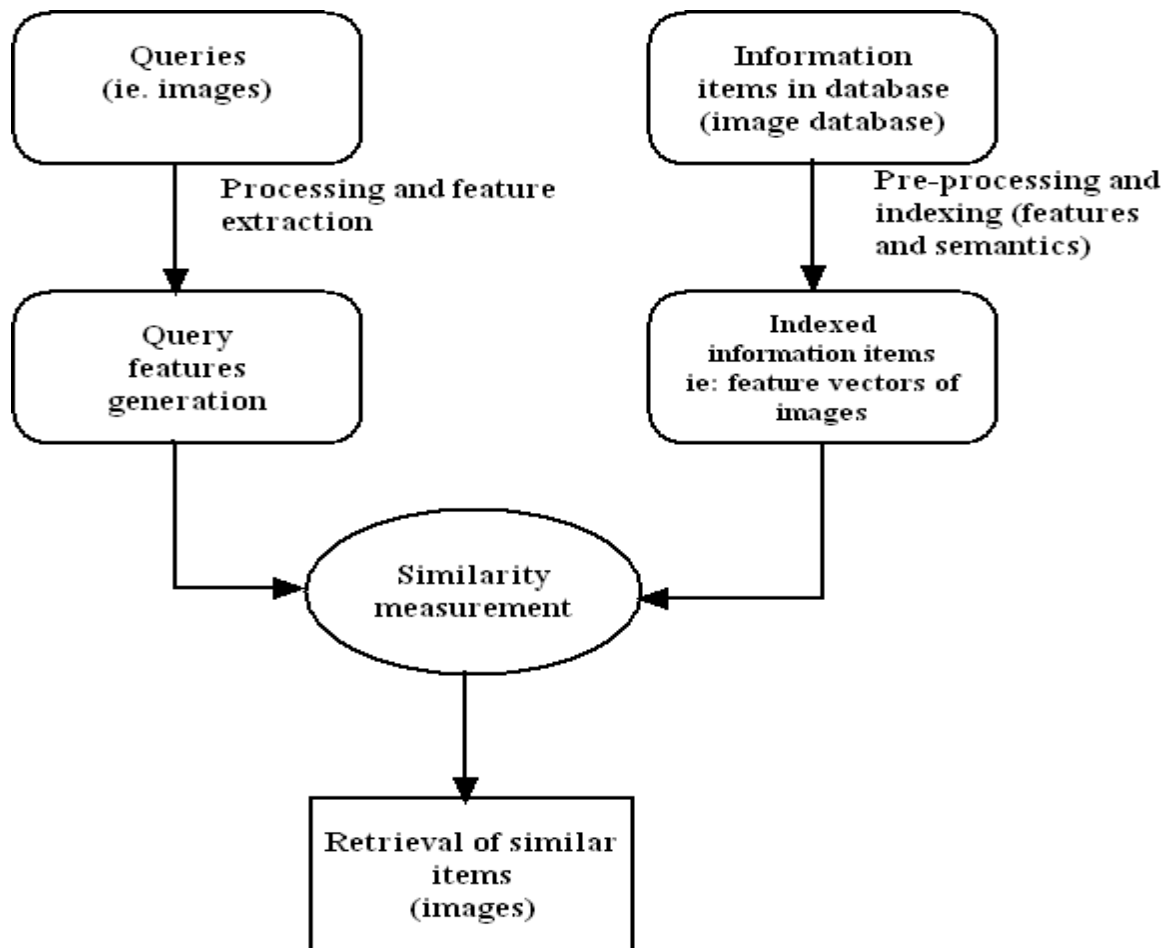 Queries
(ie. images)
Information
items in database
(image database)
Processing and feature
extraction
Pre-processing and
indexing (features
and semantics)
Query
features
generation
Indexed
information items
ie: feature vectors of
images
Similarity
measurement
Retrieval of similar
items
(images)